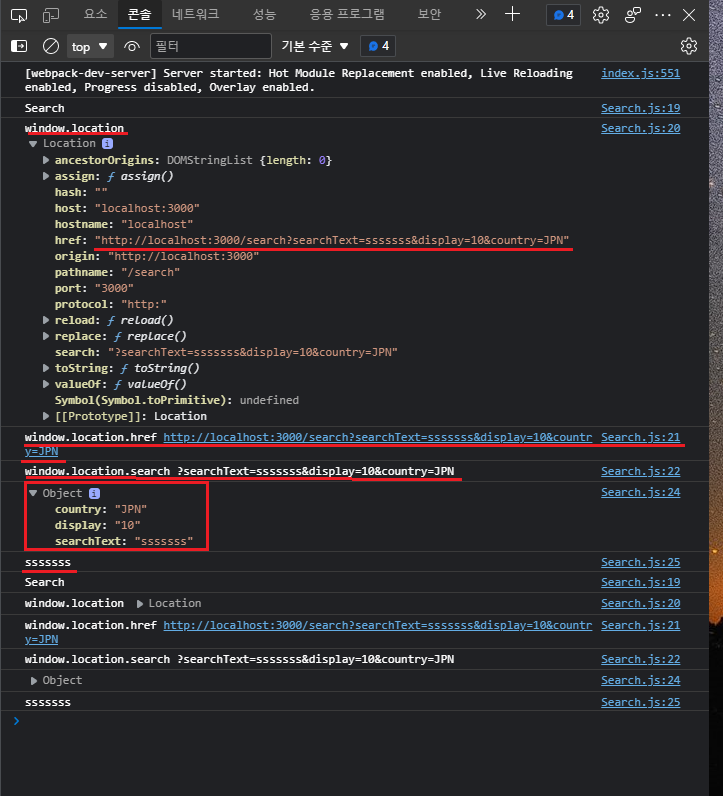 요소 콘솔 네트워크 성능 응용 프로그램 보안 4
top 필터 기본 수준 4
[webpack-dev-server] Server started: Hot Module Replacement enabled, Live Reloading index.js:551
enabled, Progress disabled, Overlay enabled.
Search Search.js:19
window.location Search.js:20
Location i
ancestorOrigins: DOMStringList {length: 0}
assign: ƒ assign()
hash: ""
host: "localhost:3000"
hostname: "localhost"
href: "http://localhost:3000/search?searchText=sssssss&display=10&country=JPN"
origin: "http://localhost:3000"
pathname: "/search"
port: "3000"
protocol: "http:"
reload: ƒ reload()
replace: ƒ replace()
search: "?searchText=sssssss&display=10&country=JPN"
toString: ƒ toString()
valueOf: ƒ valueOf()
Symbol(Symbol.toPrimitive): undefined
[[Prototype]]: Location
window.location.href http://localhost:3000/search?searchText=sssssss&display=10&countr Search.js:21
y=JPN
window.location.search ?searchText=sssssss&display=10&country=JPN Search.js:22
Object i Search.js:24
country: "JPN"
display: "10"
searchText: "sssssss"
sssssss Search.js:25
Search Search.js:19
window.location Location Search.js:20
window.location.href http://localhost:3000/search?searchText=sssssss&display=10&countr Search.js:21
y=JPN
window.location.search ?searchText=sssssss&display=10&country=JPN Search.js:22
Object Search.js:24
sssssss Search.js:25